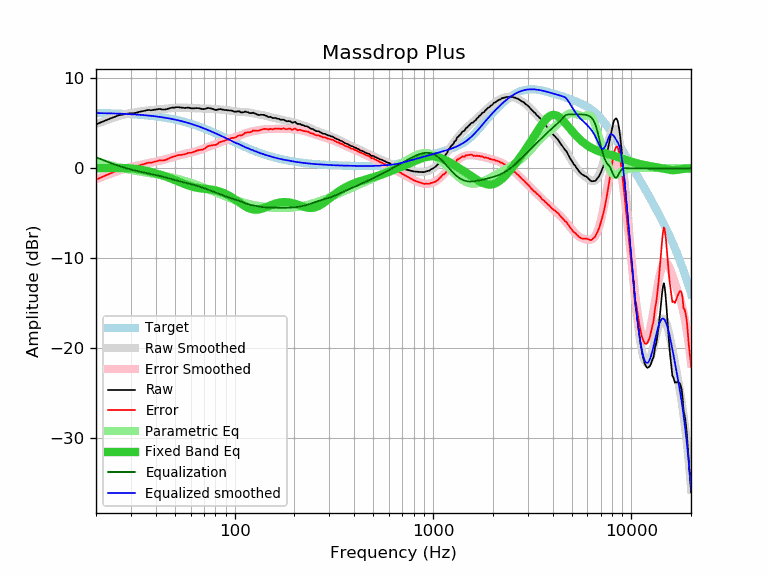 Massdrop Plus
10
0
−10
−20
−30
Amplitude (dBr)
Target
Raw Smoothed
Error Smoothed
Raw
Error
Parametric Eq
Fixed Band Eq
Equalization
Equalized smoothed
100
1000
10000
Frequency (Hz)